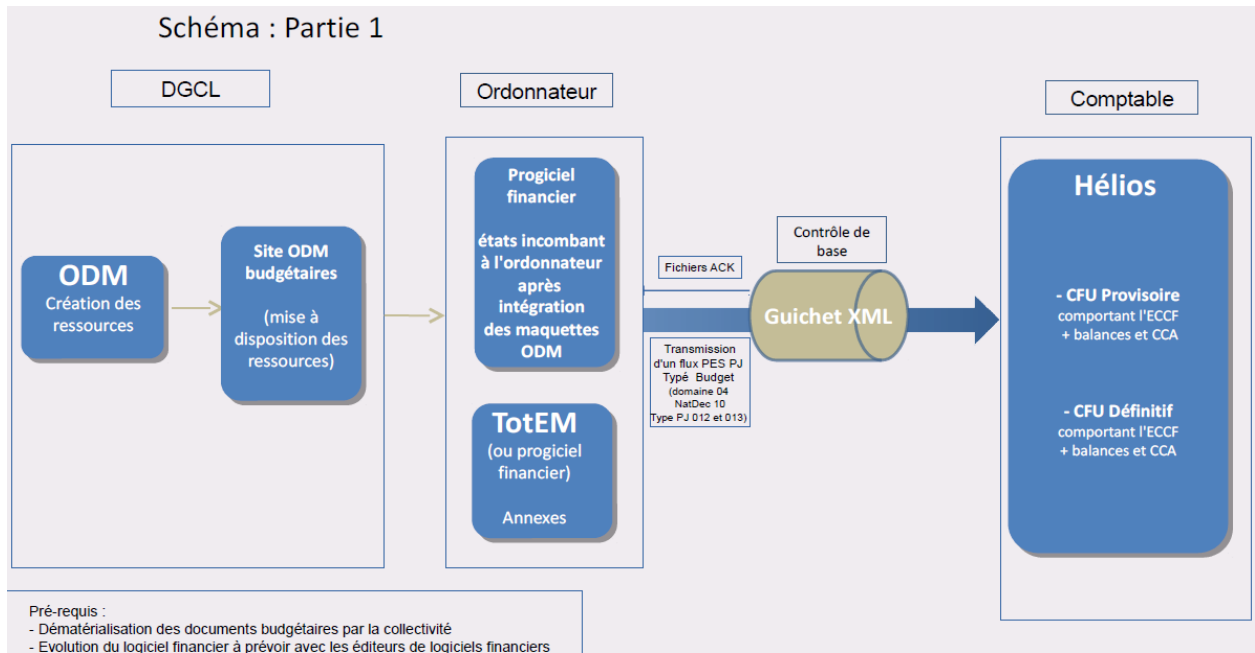 Schéma : Partie 1
DGCL
Ordonnateur
Comptable
ODM
Création des
ressources
Site ODM
budgétaires
(mise à
disposition des
ressources)
Progiciel
financier
états incombant
à l'ordonnateur
après
intégration
des maquettes
ODM
TotEM
(ou progiciel
financier)
Annexes
Fichiers ACK
Transmission
d'un flux PES PJ
Typé Budget
(domaine 04
NatDec 10
Type PJ 012 et 013)
Contrôle de
base
Guichet XML
Hélios
- CFU Provisoire
comportant l'ECCF
+ balances et CCA
- CFU Définitif
comportant l'ECCF
+ balances et CCA
Pré-requis :
- Dématérialisation des documents budgétaires par la collectivité
- Evolution du logiciel financier à prévoir avec les éditeurs de logiciels financiers